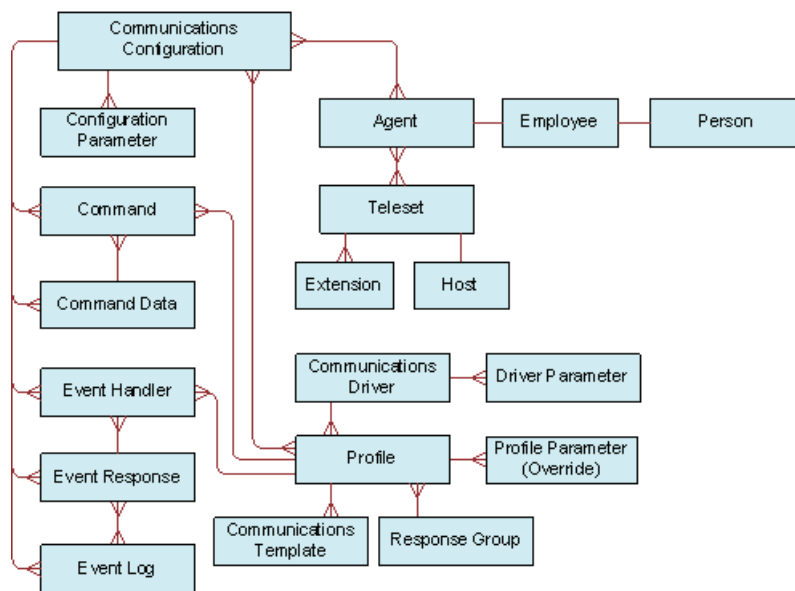 Communications
Configuration
Configuration
Parameter
Agent
Employee
Person
Command
Teleset
Command Data
Extension
Host
Event Handler
Communications
Driver
Driver Parameter
Event Response
Profile
Profile Parameter
(Override)
Event Log
Communications
Template
Response Group